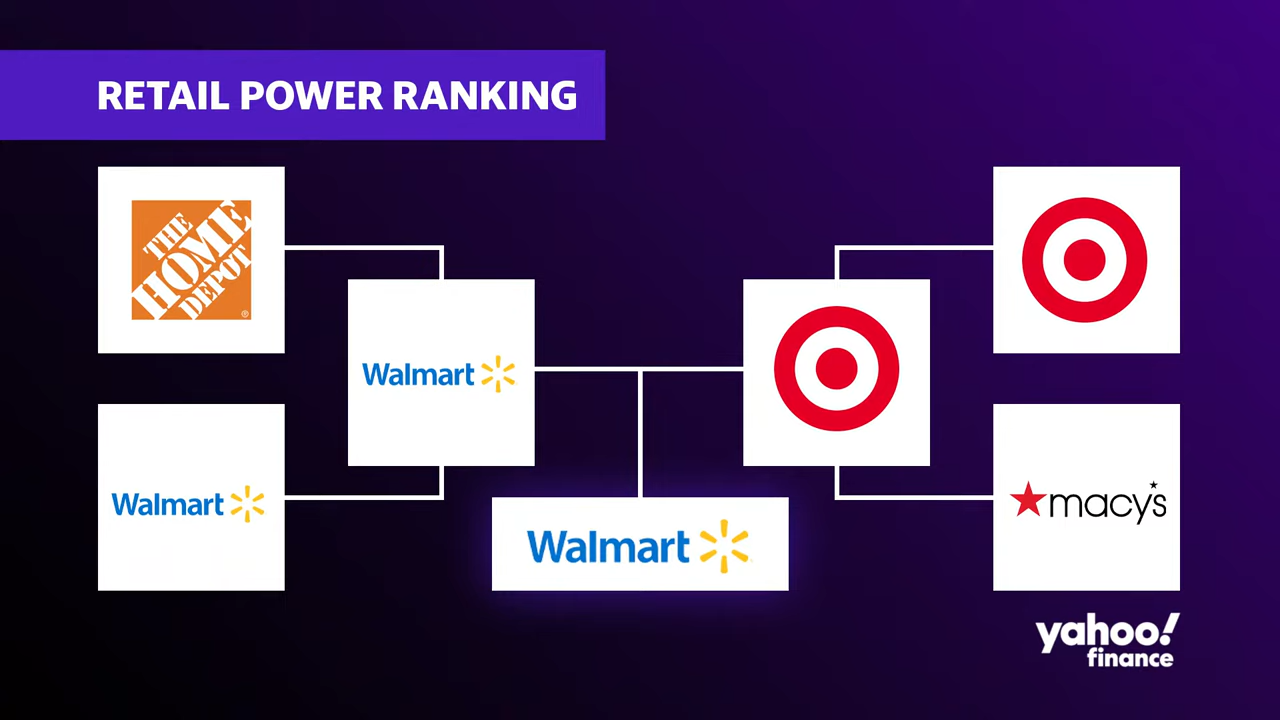 RETAIL POWER RANKING
THE
HOME
DEPOT
®
Walmart
Walmart
Walmart
macy's
yahoo!
finance